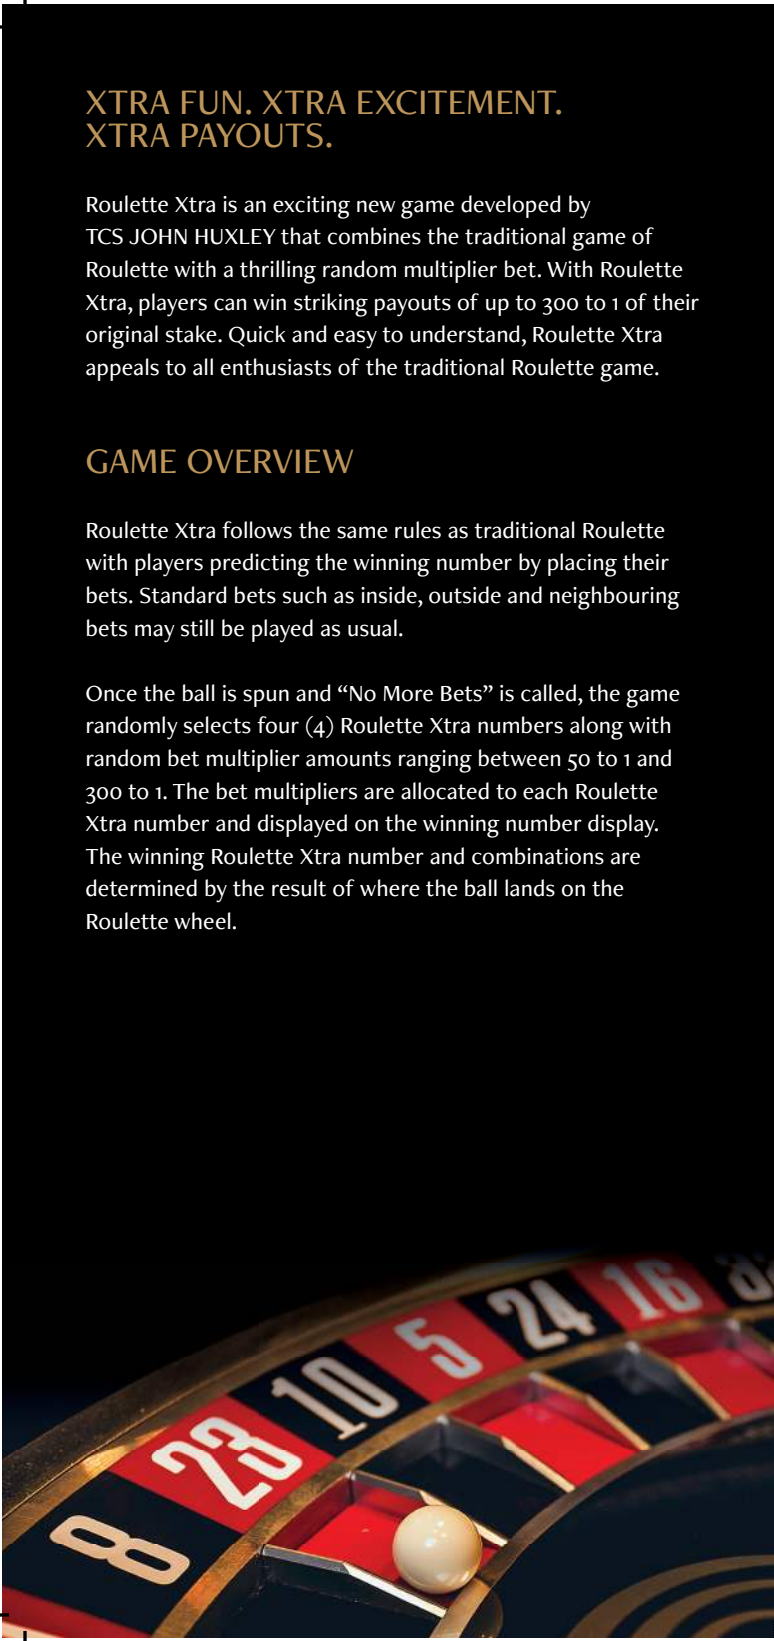 XTRA FUN. XTRA EXCITEMENT.
XTRA PAYOUTS.
Roulette Xtra is an exciting new game developed by
TCS JOHN HUXLEY that combines the traditional game of
Roulette with a thrilling random multiplier bet. With Roulette
Xtra, players can win striking payouts of up to 300 to 1 of their
original stake. Quick and easy to understand, Roulette Xtra
appeals to all enthusiasts of the traditional Roulette game.
GAME OVERVIEW
Roulette Xtra follows the same rules as traditional Roulette
with players predicting the winning number by placing their
bets. Standard bets such as inside, outside and neighbouring
bets may still be played as usual.
Once the ball is spun and “No More Bets” is called, the game
randomly selects four (4) Roulette Xtra numbers along with
random bet multiplier amounts ranging between 50 to 1 and
300 to 1. The bet multipliers are allocated to each Roulette
Xtra number and displayed on the winning number display.
The winning Roulette Xtra number and combinations are
determined by the result of where the ball lands on the
Roulette wheel.
8 23 10 5 24 16